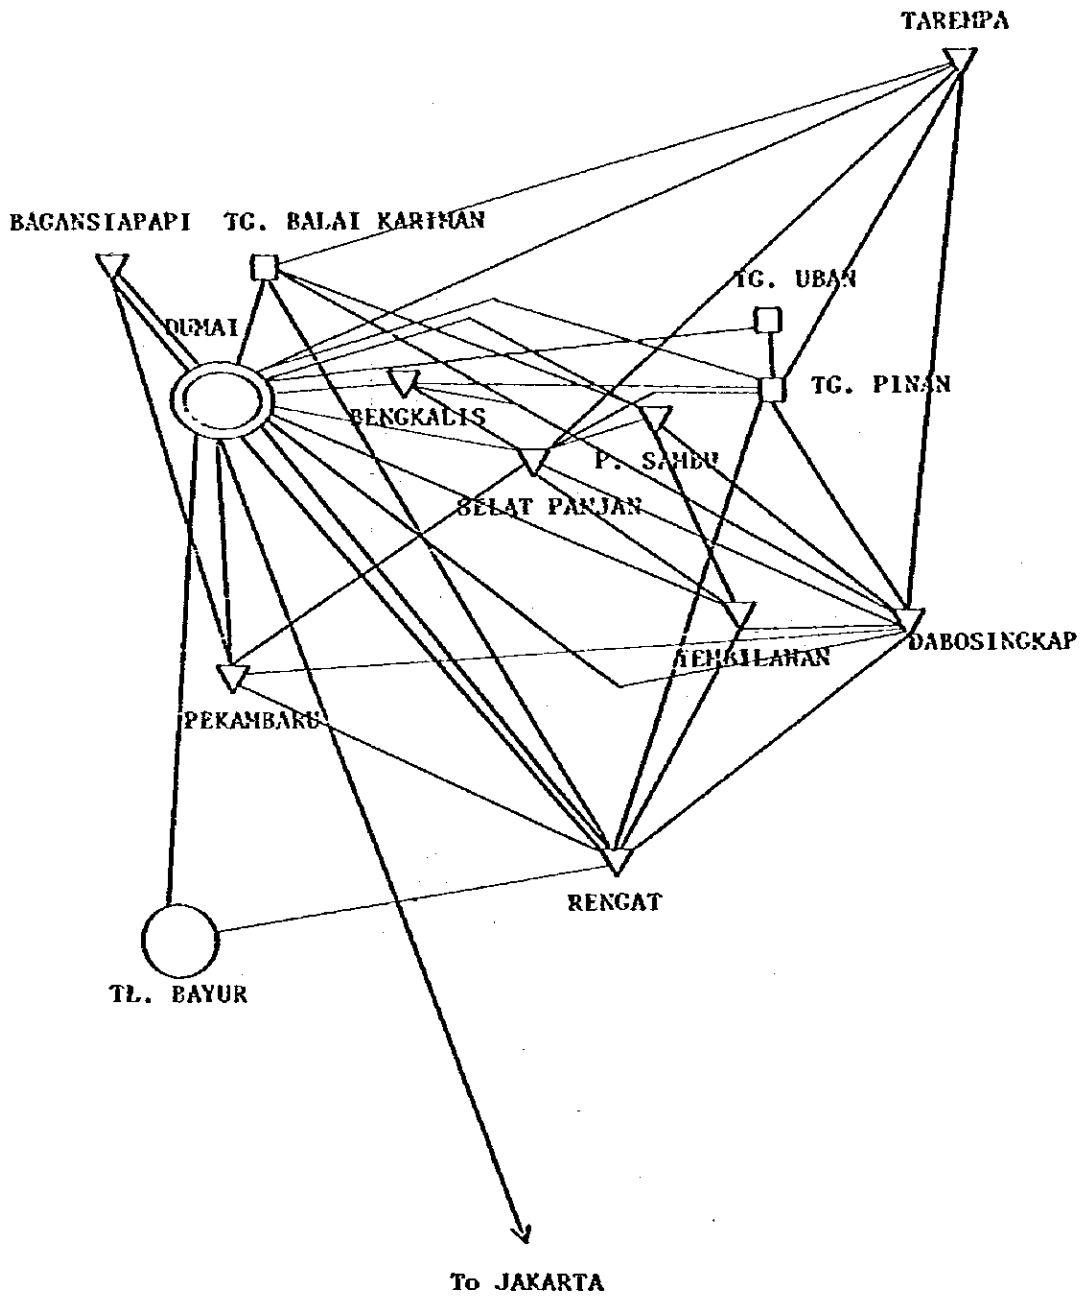 TAREMPA
BAGANSIAPAPI TG. BALAI KARIMAN
TG. UBAN
DUMAI
TG. PINAN
BENGKALIS
P. SAMBU
SELAT PANJAN
DABOSINGKAP
TEMBILAHAN
PEKAMBARU
RENGAT
TL. BAYUR
To JAKARTA